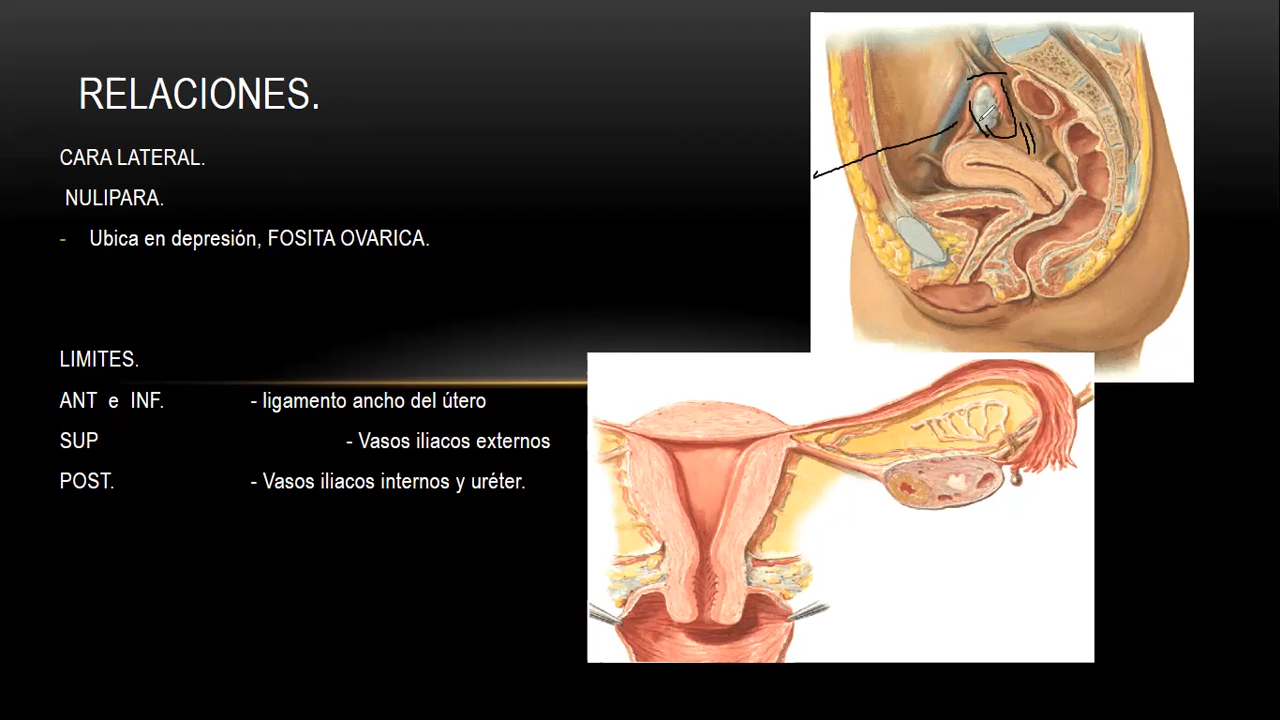 RELACIONES.
CARA LATERAL.
NULIPARA.
- Ubica en depresión, FOSITA OVARICA.
LIMITES.
ANT e INF. - ligamento ancho del útero
SUP - Vasos iliacos externos
POST. - Vasos iliacos internos y uréter.